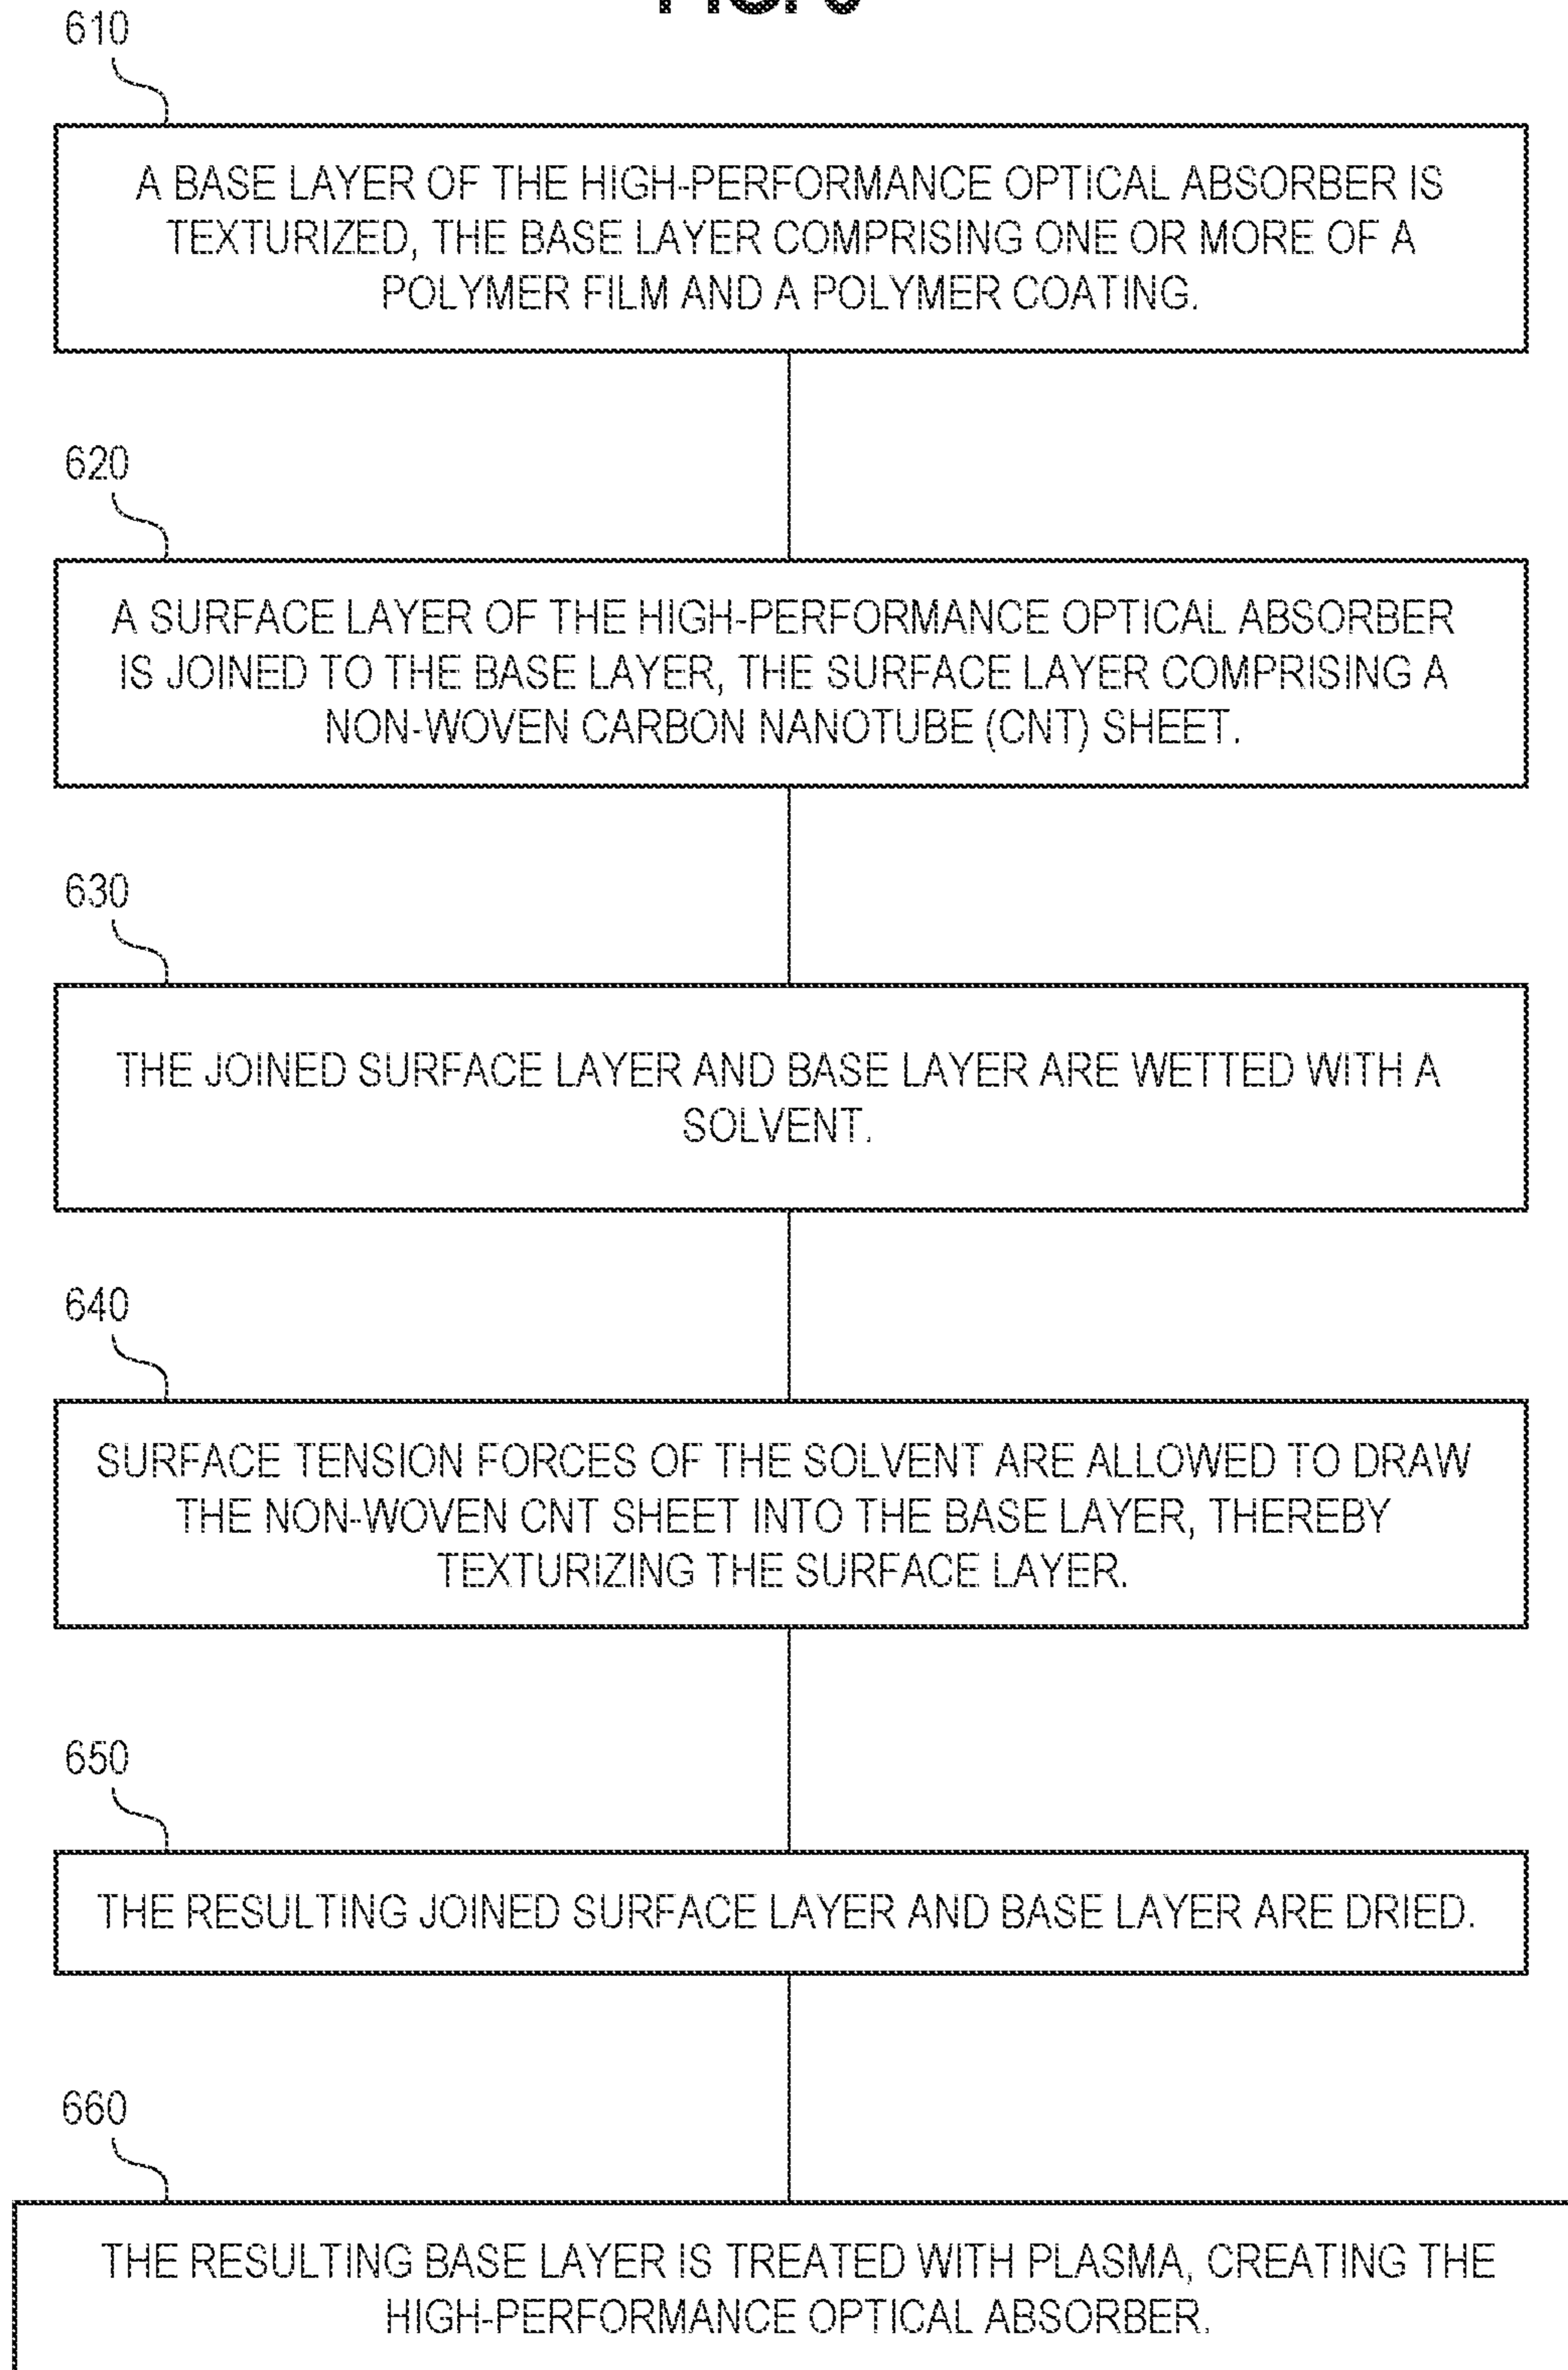 610
A BASE LAYER OF THE HIGH-PERFORMANCE OPTICAL ABSORBER IS
TEXTURIZED, THE BASE LAYER COMPRISING ONE OR MORE OF A
POLYMER FILM AND A POLYMER COATING.
620
A SURFACE LAYER OF THE HIGH-PERFORMANCE OPTICAL ABSORBER
IS JOINED TO THE BASE LAYER, THE SURFACE LAYER COMPRISING A
NON-WOVEN CARBON NANOTUBE (CNT) SHEET.
630
THE JOINED SURFACE LAYER AND BASE LAYER ARE WETTED WITH A
SOLVENT.
640
SURFACE TENSION FORCES OF THE SOLVENT ARE ALLOWED TO DRAW
THE NON-WOVEN CNT SHEET INTO THE BASE LAYER, THEREBY
TEXTURIZING THE SURFACE LAYER.
650
THE RESULTING JOINED SURFACE LAYER AND BASE LAYER ARE DRIED.
660
THE RESULTING BASE LAYER IS TREATED WITH PLASMA, CREATING THE
HIGH-PERFORMANCE OPTICAL ABSORBER.